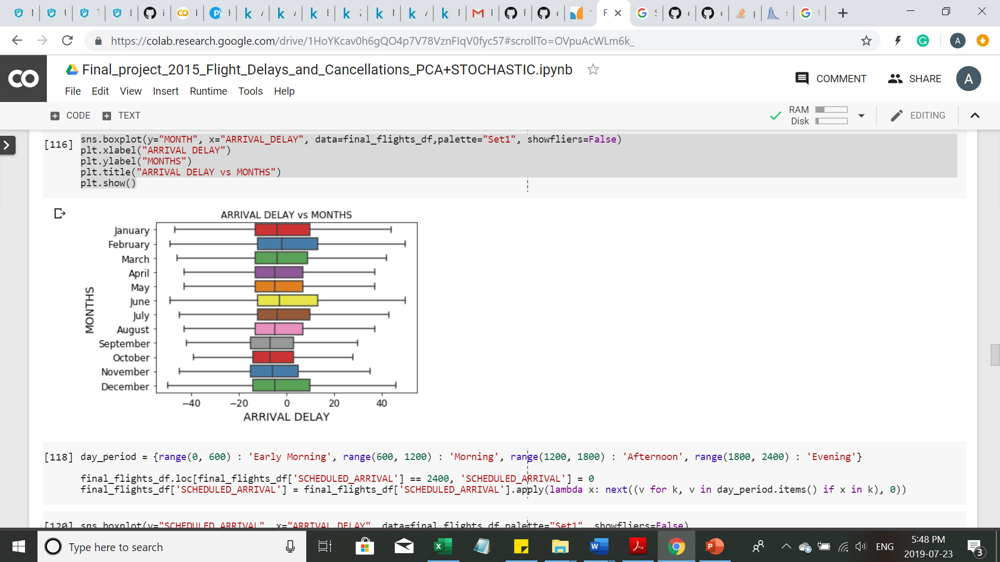 https://colab.research.google.com/drive/1HoYKcav0h6gQO4p7V78VznFIqV0fyc57#scrollTo=OVpuAcWLm6k_
A
CO
Final_project_2015_Flight_Delays_and_Cancellations_PCA+STOCHASTIC.ipynb
COMMENT SHARE A
File Edit View Insert Runtime Tools Help
CODE TEXT
RAM
Disk
EDITING
[116] sns.boxplot(y="MONTH", x="ARRIVAL_DELAY", data=final_flights_df,palette="Set1", showfliers=False)
plt.xlabel("ARRIVAL DELAY")
plt.ylabel("MONTHS")
plt.title("ARRIVAL DELAY vs MONTHS")
plt.show()
ARRIVAL DELAY vs MONTHS
MONTHS
January
February
March
April
May
June
July
August
September
October
November
December
−40 −20 0 20 40
ARRIVAL DELAY
[118] day_period = {range(0, 600) : 'Early Morning', range(600, 1200) : 'Morning', range(1200, 1800) : 'Afternoon', range(1800, 2400) : 'Evening'}
final_flights_df.loc[final_flights_df['SCHEDULED_ARRIVAL'] == 2400, 'SCHEDULED_ARRIVAL'] = 0
final_flights_df['SCHEDULED_ARRIVAL'] = final_flights_df['SCHEDULED_ARRIVAL'].apply(lambda x: next((v for k, v in day_period.items() if x in k), 0))
[120] sns.boxplot(y="SCHEDULED_ARRIVAL", x="ARRIVAL_DELAY", data=final_flights_df,palette="Set1", showfliers=False)
Type here to search
ENG
5:48 PM
2019-07-23
3